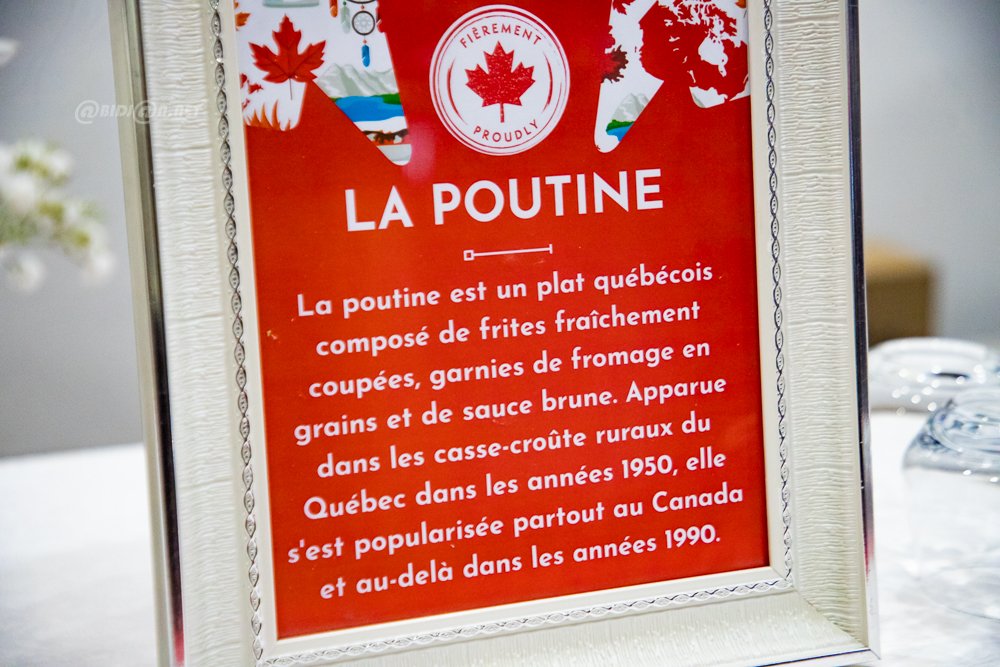 @BIDJ@N.NET
FIÈREMENT
PROUDLY
LA POUTINE
La poutine est un plat québécois
composé de frites fraîchement
coupées, garnies de fromage en
grains et de sauce brune. Apparue
dans les casse-croûte ruraux du
Québec dans les années 1950, elle
s'est popularisée partout au Canada
et au-delà dans les années 1990.